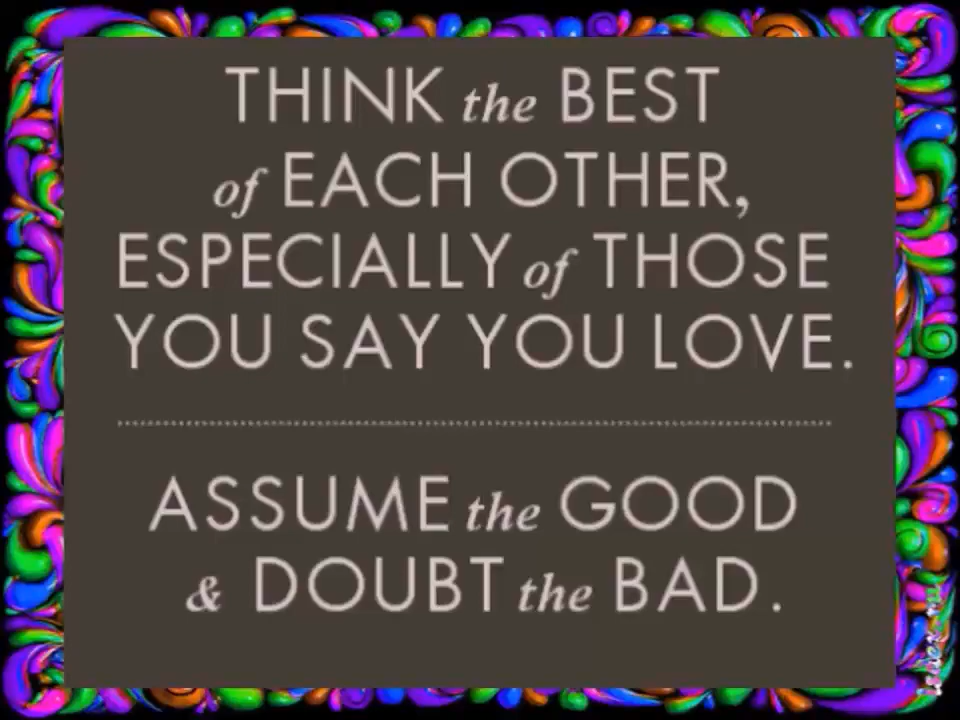 THINK the BEST
of EACH OTHER,
ESPECIALLY of THOSE
YOU SAY YOU LOVE.
ASSUME the GOOD
& DOUBT the BAD.